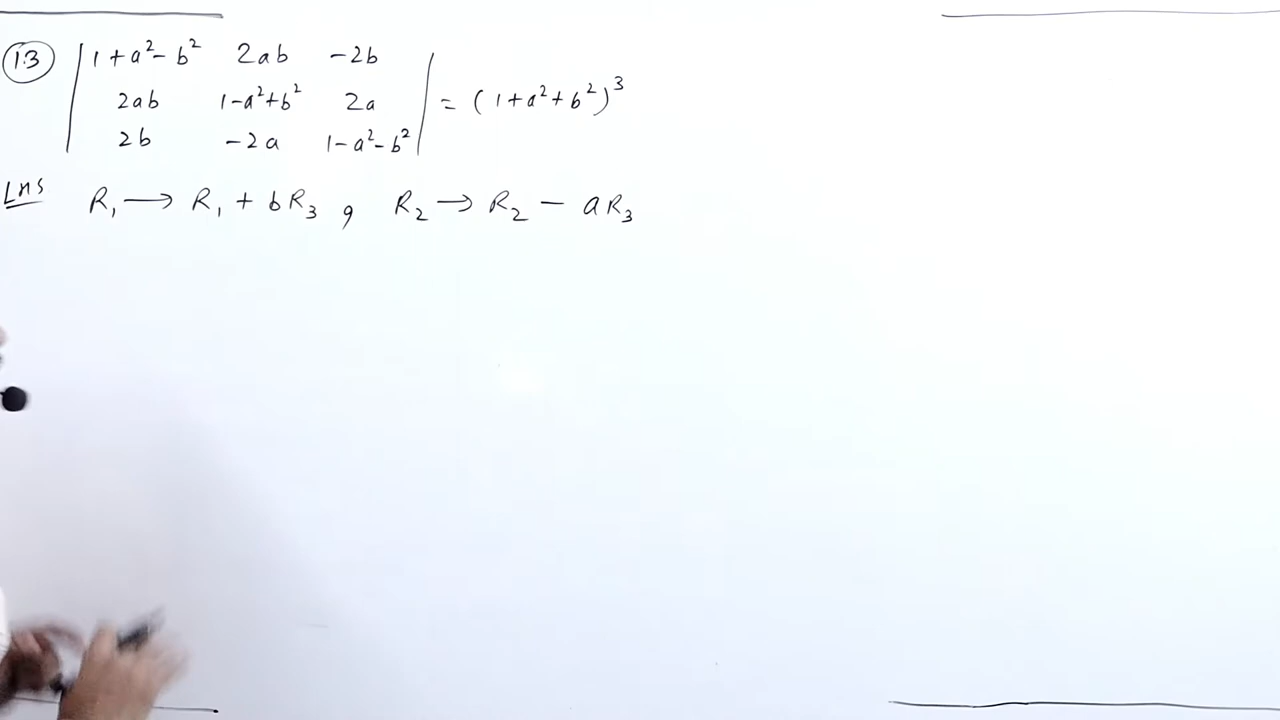 13 | 1+a²-b² 2ab -2b |
| 2ab 1-a²+b² 2a | = (1+a²+b²)³
| 2b -2a 1-a²-b² |
LHS R₁ → R₁ + bR₃ , R₂ → R₂ - aR₃